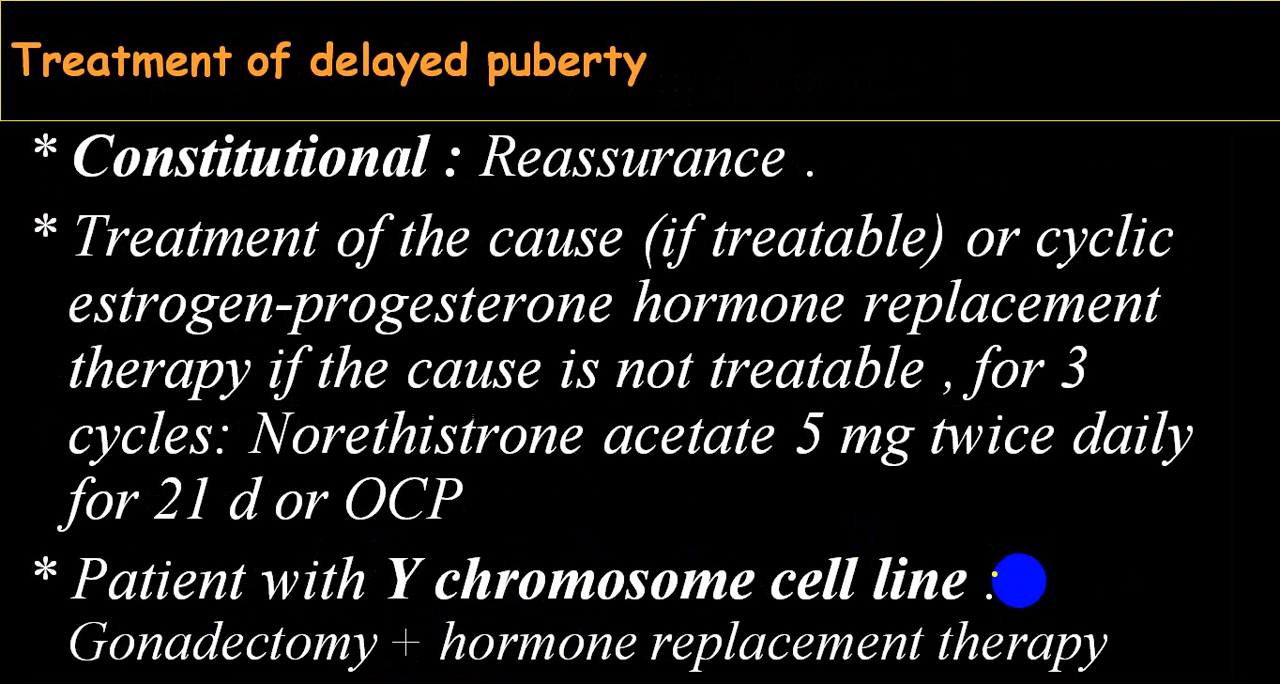 Treatment of delayed puberty
* Constitutional : Reassurance .
* Treatment of the cause (if treatable) or cyclic
estrogen-progesterone hormone replacement
therapy if the cause is not treatable , for 3
cycles: Norethistrone acetate 5 mg twice daily
for 21 d or OCP
* Patient with Y chromosome cell line :
Gonadectomy + hormone replacement therapy